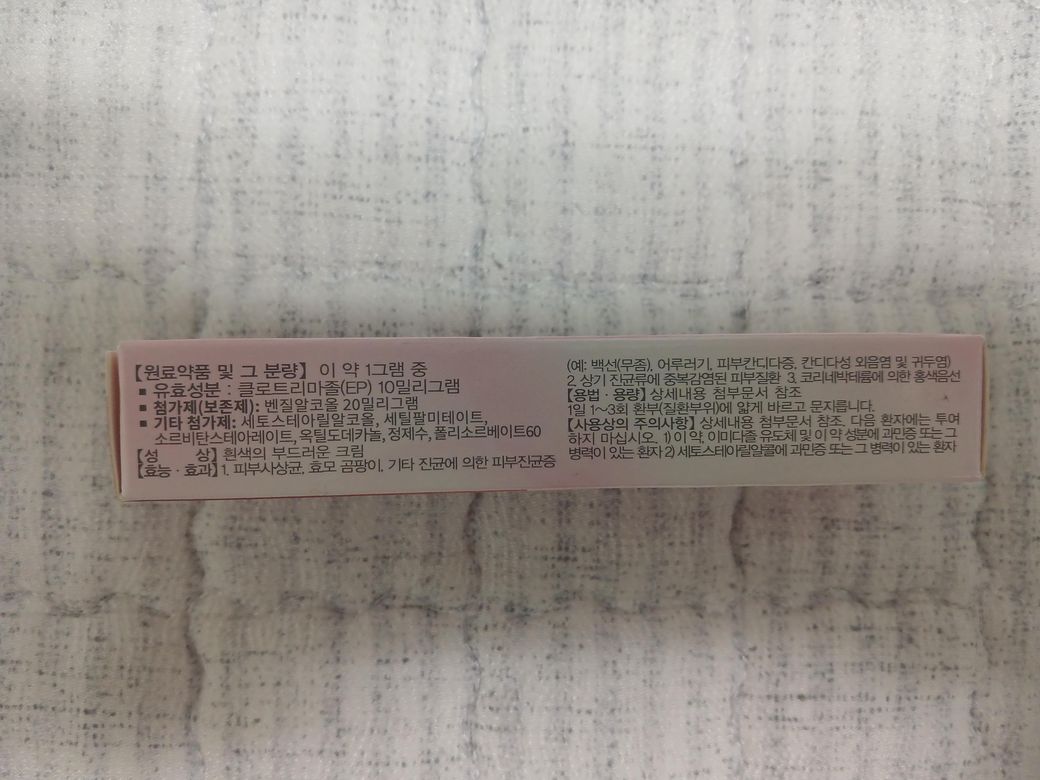 【원료약품 및 그 분량】 이 약 1그램 중
▪ 유효성분 : 클로트리마졸(EP) 10밀리그램
▪ 첨가제(보존제): 벤질알코올 20밀리그램
▪ 기타 첨가제: 세토스테아릴알코올, 세틸팔미테이트,
소르비탄스테아레이트, 옥틸도데카놀, 정제수, 폴리소르베이트60
【성 상】 흰색의 부드러운 크림
【효능·효과】 1. 피부사상균, 효모 곰팡이, 기타 진균에 의한 피부진균증
(예: 백선(무좀), 어루러기, 피부칸디다증, 칸디다성 외음염 및 귀두염)
2. 상기 진균류에 중복감염된 피부질환 3. 코리네박테륨에 의한 홍색음선
【용법·용량】 상세내용 첨부문서 참조
1일 1~3회 환부(질환부위)에 얇게 바르고 문지릅니다.
【사용상의 주의사항】 상세내용 첨부문서 참조. 다음 환자에는 투여
하지 마십시오. 1) 이 약, 이미다졸 유도체 및 이 약 성분에 과민증 또는 그
병력이 있는 환자 2) 세토스테아릴알콜에 과민증 또는 그 병력이 있는 환자